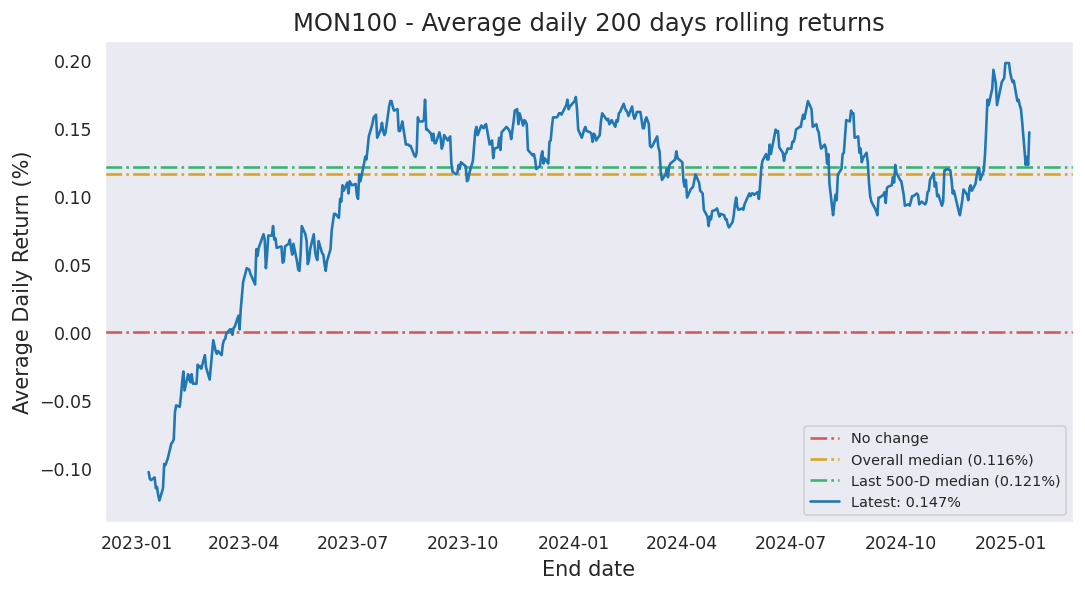 MON100 - Average daily 200 days rolling returns
Average Daily Return (%)
0.20
0.15
0.10
0.05
0.00
−0.05
−0.10
No change
Overall median (0.116%)
Last 500-D median (0.121%)
Latest: 0.147%
2023-01 2023-04 2023-07 2023-10 2024-01 2024-04 2024-07 2024-10 2025-01
End date